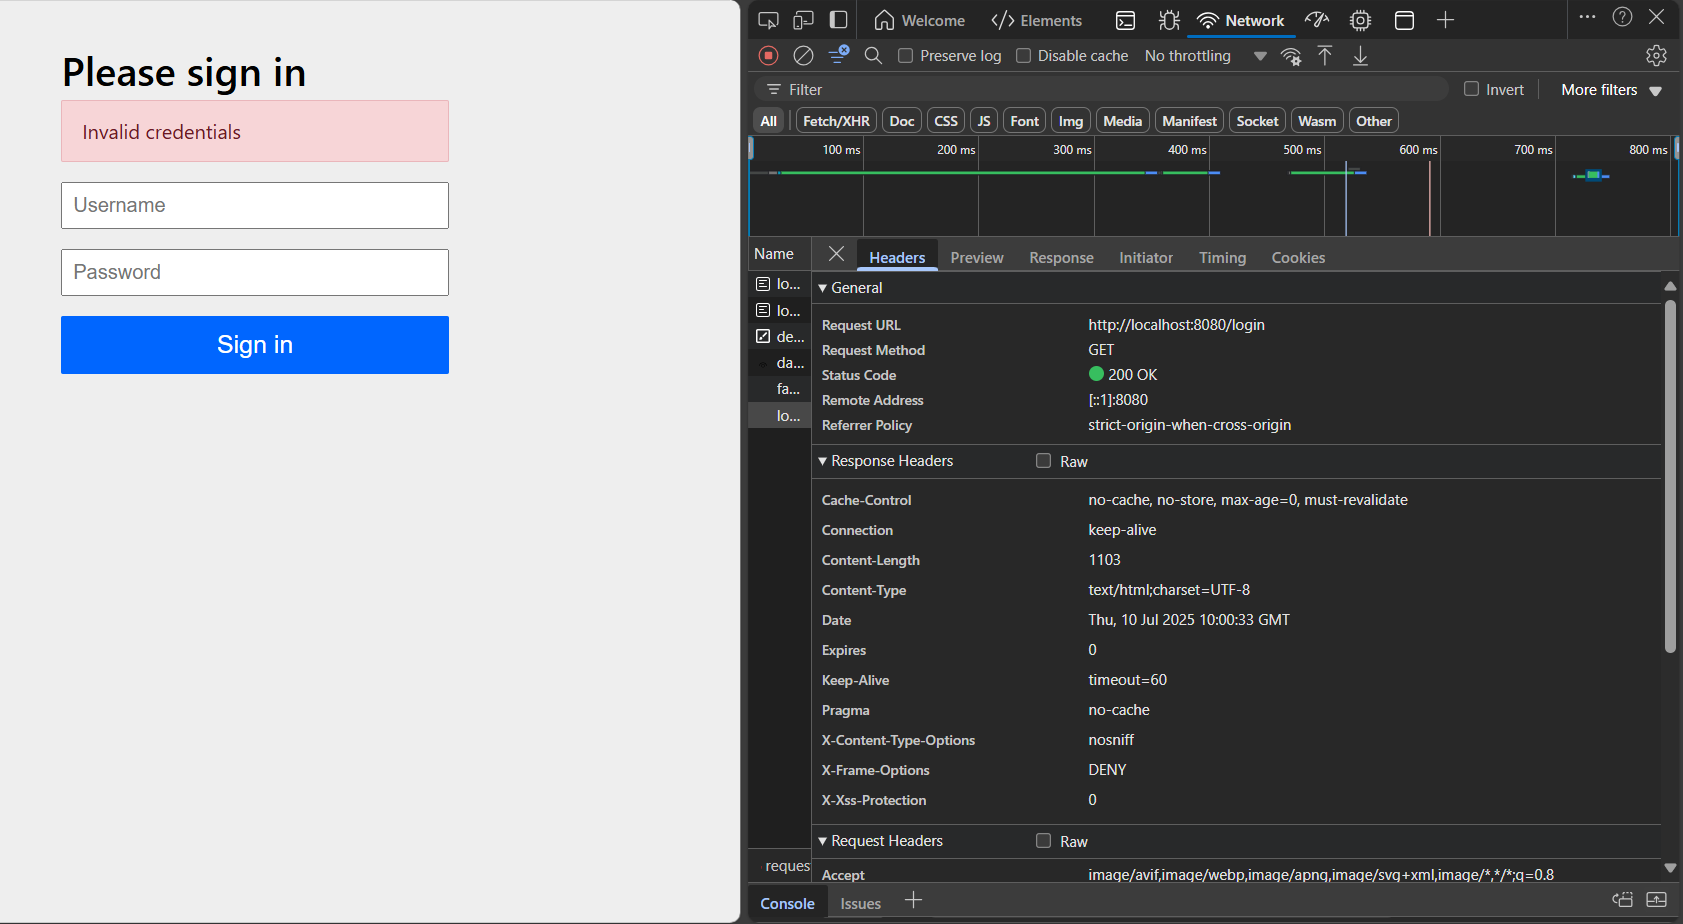 Please sign in
Invalid credentials
Username
Password
Sign in
Welcome
Elements
Network
Preserve log
Disable cache
No throttling
Filter
Invert
More filters
All
Fetch/XHR
Doc
CSS
JS
Font
Img
Media
Manifest
Socket
Wasm
Other
100 ms
200 ms
300 ms
400 ms
500 ms
600 ms
700 ms
800 ms
Name
Headers
Preview
Response
Initiator
Timing
Cookies
lo...
lo...
de...
da...
fa...
lo...
reques
General
Request URL http://localhost:8080/login
Request Method GET
Status Code 200 OK
Remote Address [::1]:8080
Referrer Policy strict-origin-when-cross-origin
Response Headers Raw
Cache-Control no-cache, no-store, max-age=0, must-revalidate
Connection keep-alive
Content-Length 1103
Content-Type text/html;charset=UTF-8
Date Thu, 10 Jul 2025 10:00:33 GMT
Expires 0
Keep-Alive timeout=60
Pragma no-cache
X-Content-Type-Options nosniff
X-Frame-Options DENY
X-Xss-Protection 0
Request Headers Raw
Accept image/avif,image/webp,image/apng,image/svg+xml,image/*,*/*;q=0.8
Console
Issues